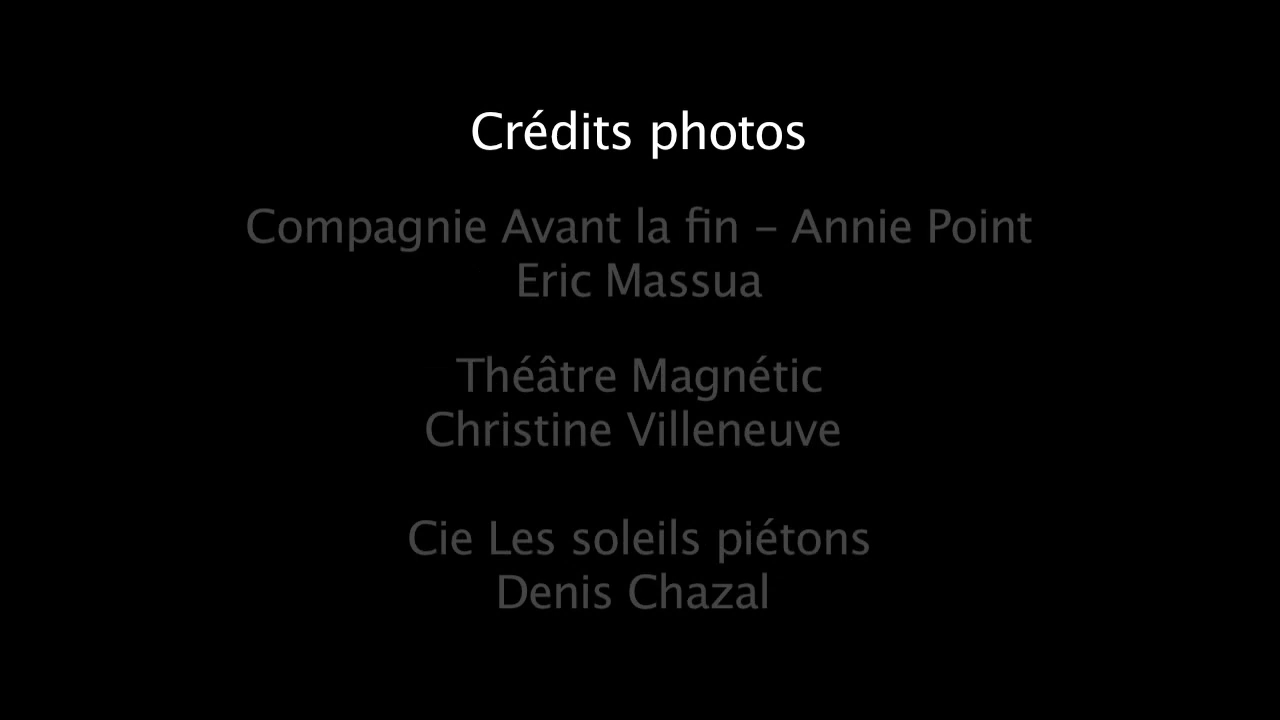 Crédits photos
Compagnie Avant la fin - Annie Point
Eric Massua
Théâtre Magnétic
Christine Villeneuve
Cie Les soleils piétons
Denis Chazal